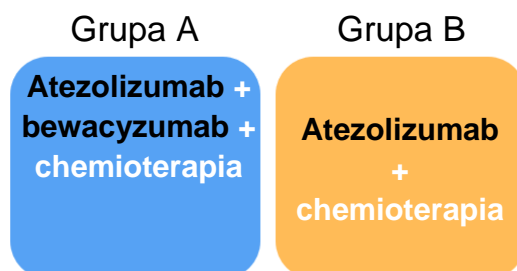 Grupa A
Grupa B
Atezolizumab +
bewacyzumab +
chemioterapia
Atezolizumab
+
chemioterapia